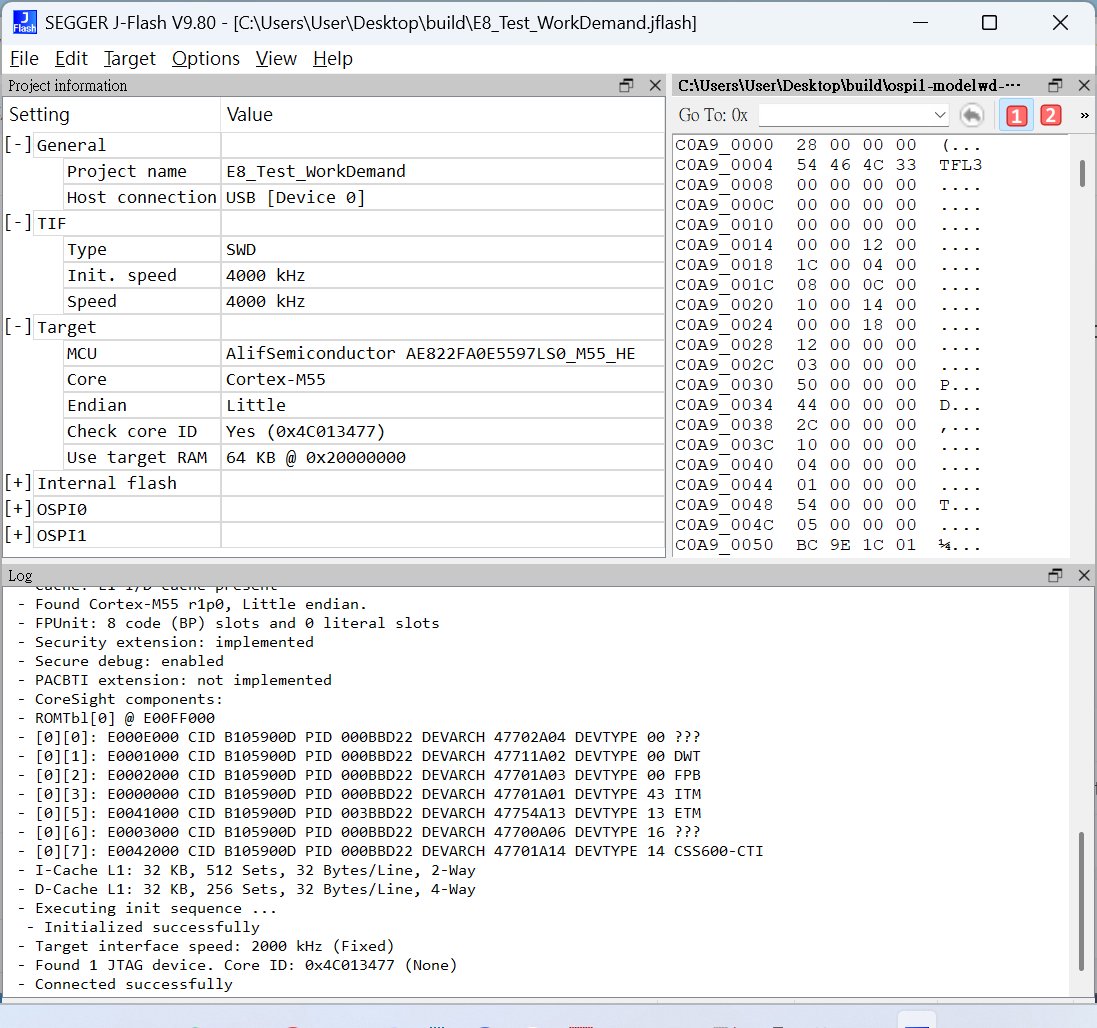 SEGGER J-Flash V9.80 - [C:\Users\User\Desktop\build\E8_Test_WorkDemand.jflash]
File Edit Target Options View Help
Project information
Setting Value
[-] General
Project name E8_Test_WorkDemand
Host connection USB [Device 0]
[-] TIF
Type SWD
Init. speed 4000 kHz
Speed 4000 kHz
[-] Target
MCU AlifSemiconductor AE822FA0E5597LS0_M55_HE
Core Cortex-M55
Endian Little
Check core ID Yes (0x4C013477)
Use target RAM 64 KB @ 0x20000000
[+] Internal flash
[+] OSPI0
[+] OSPI1
C:\Users\User\Desktop\build\ospi1-modelwd-···
Go To: 0x 1 2 »
C0A9_0000 28 00 00 00 (...
C0A9_0004 54 46 4C 33 TFL3
C0A9_0008 00 00 00 00 ....
C0A9_000C 00 00 00 00 ....
C0A9_0010 00 00 00 00 ....
C0A9_0014 00 00 12 00 ....
C0A9_0018 1C 00 04 00 ....
C0A9_001C 08 00 0C 00 ....
C0A9_0020 10 00 14 00 ....
C0A9_0024 00 00 18 00 ....
C0A9_0028 12 00 00 00 ....
C0A9_002C 03 00 00 00 ....
C0A9_0030 50 00 00 00 P...
C0A9_0034 44 00 00 00 D...
C0A9_0038 2C 00 00 00 ,...
C0A9_003C 10 00 00 00 ....
C0A9_0040 04 00 00 00 ....
C0A9_0044 01 00 00 00 ....
C0A9_0048 54 00 00 00 T...
C0A9_004C 05 00 00 00 ....
C0A9_0050 BC 9E 1C 01 ¼...
Log
- Cache: L1 I/D-cache present
- Found Cortex-M55 r1p0, Little endian.
- FPUnit: 8 code (BP) slots and 0 literal slots
- Security extension: implemented
- Secure debug: enabled
- PACBTI extension: not implemented
- CoreSight components:
- ROMTbl[0] @ E00FF000
- [0][0]: E000E000 CID B105900D PID 000BBD22 DEVARCH 47702A04 DEVTYPE 00 ???
- [0][1]: E0001000 CID B105900D PID 000BBD22 DEVARCH 47711A02 DEVTYPE 00 DWT
- [0][2]: E0002000 CID B105900D PID 000BBD22 DEVARCH 47701A03 DEVTYPE 00 FPB
- [0][3]: E0000000 CID B105900D PID 000BBD22 DEVARCH 47701A01 DEVTYPE 43 ITM
- [0][5]: E0041000 CID B105900D PID 003BBD22 DEVARCH 47754A13 DEVTYPE 13 ETM
- [0][6]: E0003000 CID B105900D PID 000BBD22 DEVARCH 47700A06 DEVTYPE 16 ???
- [0][7]: E0042000 CID B105900D PID 000BBD22 DEVARCH 47701A14 DEVTYPE 14 CSS600-CTI
- I-Cache L1: 32 KB, 512 Sets, 32 Bytes/Line, 2-Way
- D-Cache L1: 32 KB, 256 Sets, 32 Bytes/Line, 4-Way
- Executing init sequence ...
- Initialized successfully
- Target interface speed: 2000 kHz (Fixed)
- Found 1 JTAG device. Core ID: 0x4C013477 (None)
- Connected successfully